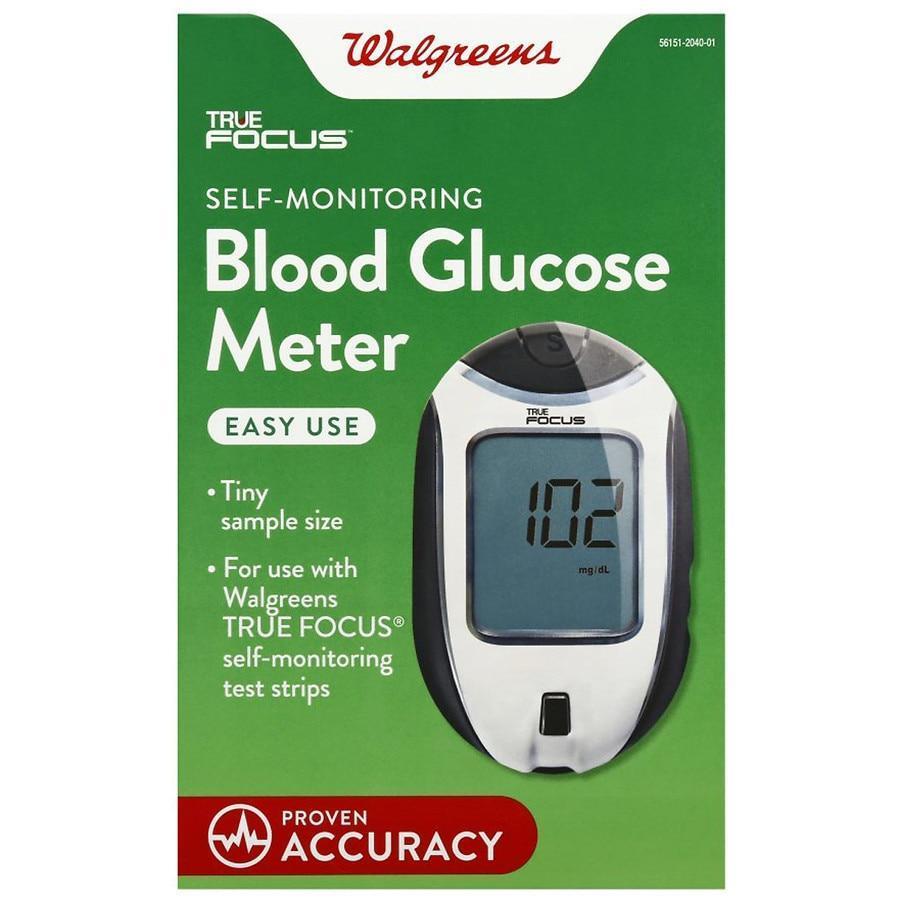 Walgreens
56151-2040-01
TRUE
FOCUS™
SELF-MONITORING
Blood Glucose
Meter
EASY USE
• Tiny
sample size
• For use with
Walgreens
TRUE FOCUS®
self-monitoring
test strips
S
TRUE
FOCUS
102
mg/dL
PROVEN
ACCURACY